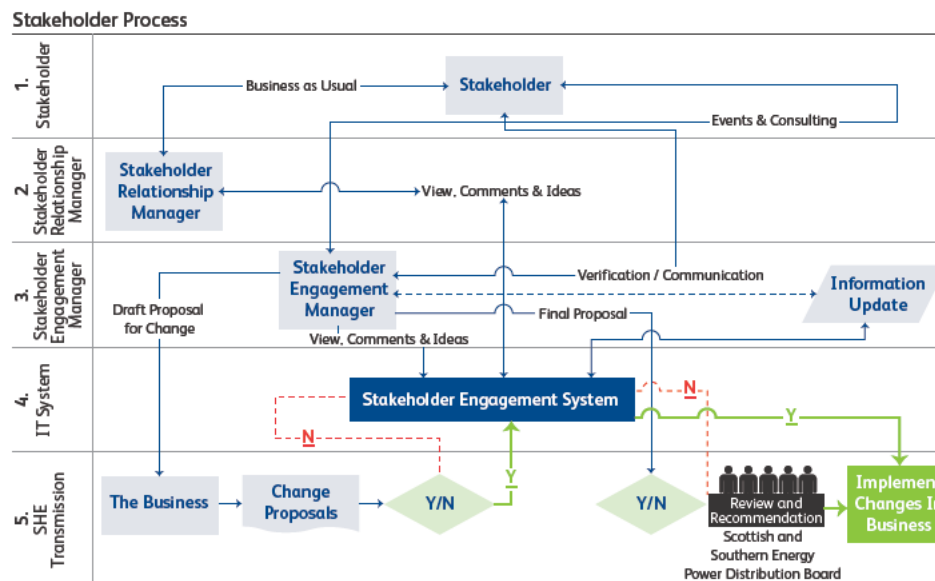 Stakeholder Process
1.
Stakeholder
Business as Usual
Stakeholder
Events & Consulting
2.
Stakeholder
Relationship
Manager
Stakeholder
Relationship
Manager
View, Comments & Ideas
3.
Stakeholder
Engagement
Manager
Stakeholder
Engagement
Manager
Verification / Communication
Information
Update
Draft Proposal
for Change
Final Proposal
View, Comments & Ideas
4.
IT System
Stakeholder Engagement System
N
Y
N
Y
5.
SHE
Transmission
The Business
Change
Proposals
Y/N
Y/N
Review and
Recommendation
Scottish and
Southern Energy
Power Distribution Board
Implement
Changes In
Business